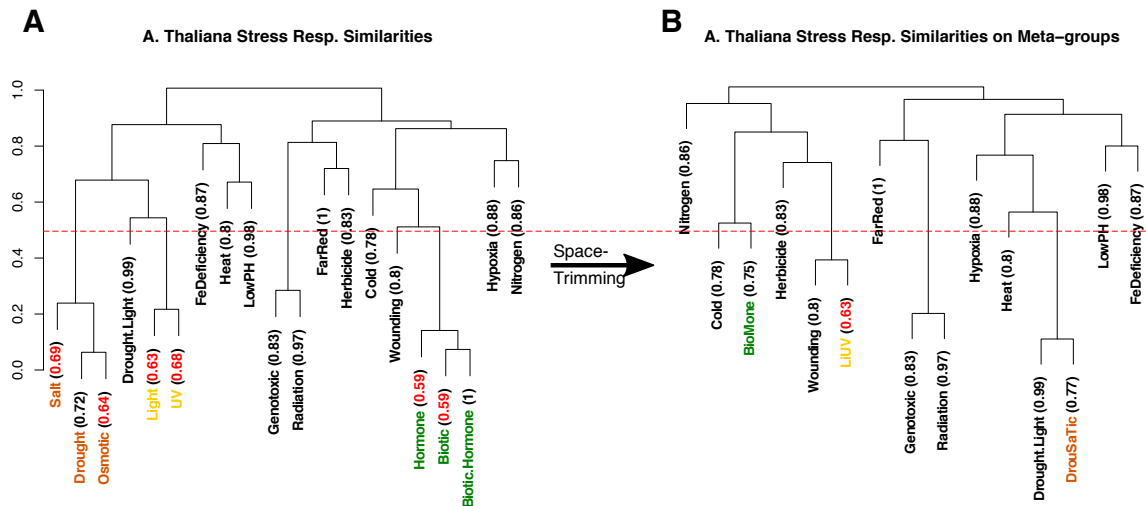 A
A. Thaliana Stress Resp. Similarities
1.0
0.8
0.6
0.4
0.2
0.0
Salt (0.69)
Drought (0.72)
Osmotic (0.64)
Drought.Light (0.99)
Light (0.63)
UV (0.68)
FeDeficiency (0.87)
Heat (0.8)
LowPH (0.98)
Genotoxic (0.83)
Radiation (0.97)
FarRed (1)
Herbicide (0.83)
Cold (0.78)
Wounding (0.8)
Hormone (0.59)
Biotic (0.59)
Biotic.Hormone (1)
Hypoxia (0.88)
Nitrogen (0.86)
Space-
Trimming
B
A. Thaliana Stress Resp. Similarities on Meta−groups
Nitrogen (0.86)
Cold (0.78)
BioMone (0.75)
Herbicide (0.83)
Wounding (0.8)
LiUV (0.63)
FarRed (1)
Genotoxic (0.83)
Radiation (0.97)
Hypoxia (0.88)
Heat (0.8)
Drought.Light (0.99)
DrouSaTic (0.77)
LowPH (0.98)
FeDeficiency (0.87)